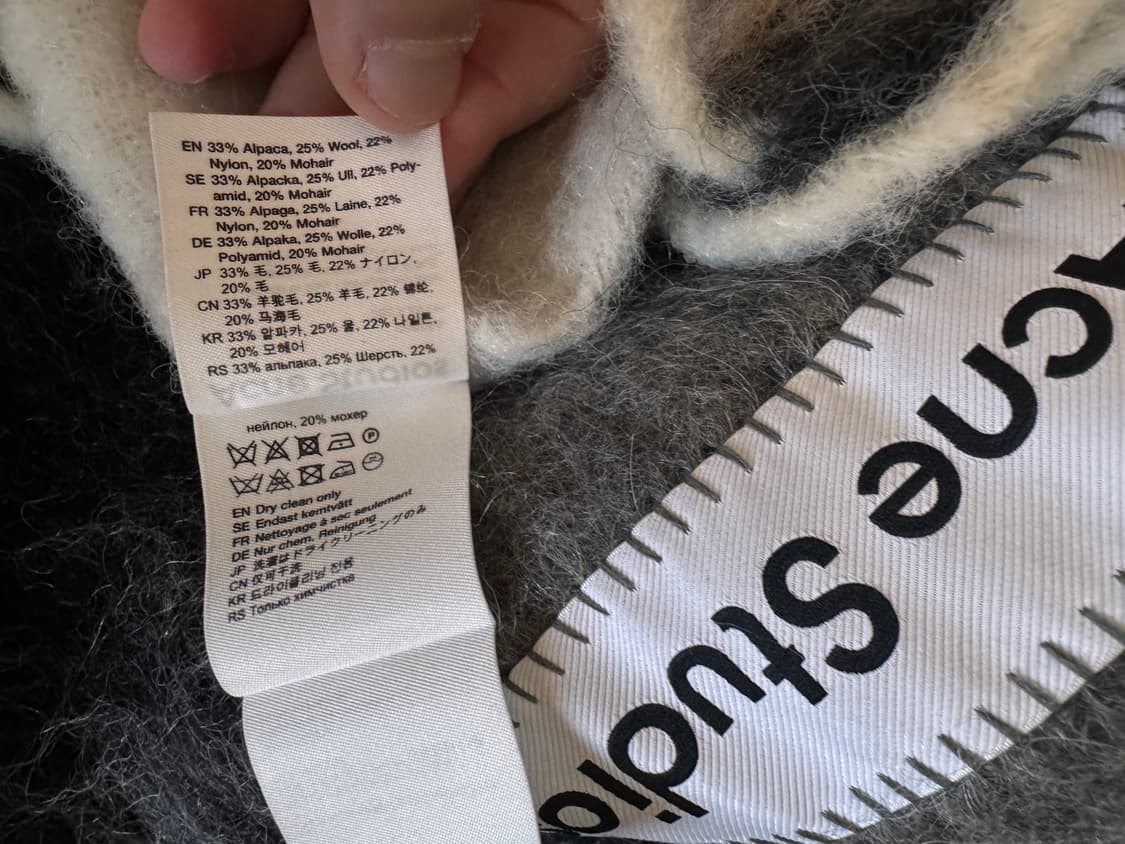 EN 33% Alpaca, 25% Wool, 22%
Nylon, 20% Mohair
SE 33% Alpacka, 25% Ull, 22% Poly-
amid, 20% Mohair
FR 33% Alpaga, 25% Laine, 22%
Nylon, 20% Mohair
DE 33% Alpaka, 25% Wolle, 22%
Polyamid, 20% Mohair
JP 33% 毛, 25% 毛, 22% ナイロン,
20% 毛
CN 33% 羊驼毛, 25% 羊毛, 22% 锦纶,
20% 马海毛
KR 33% 알파카, 25% 울, 22% 나일론,
20% 모헤어
RS 33% альпака, 25% Шерсть, 22%
нейлон, 20% мохер
P
EN Dry clean only
SE Endast kemtvätt
FR Nettoyage à sec seulement
DE Nur chem. Reinigung
JP 洗濯はドライクリーニングのみ
CN 仅可干洗
KR 드라이클리닝 전용
RS Только химчистка
cne Studio